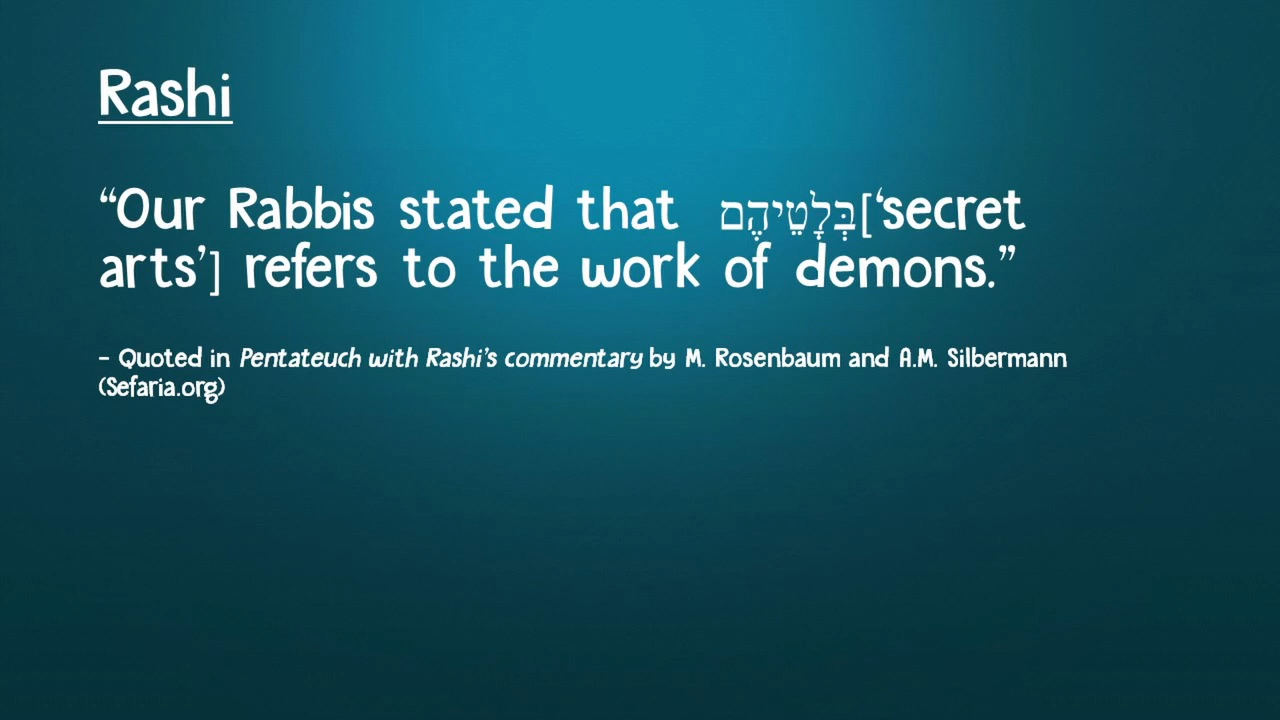 Rashi
“Our Rabbis stated that בְּלָטֵיהֶם[‘secret
arts’] refers to the work of demons.”
- Quoted in Pentateuch with Rashi’s commentary by M. Rosenbaum and A.M. Silbermann
(Sefaria.org)